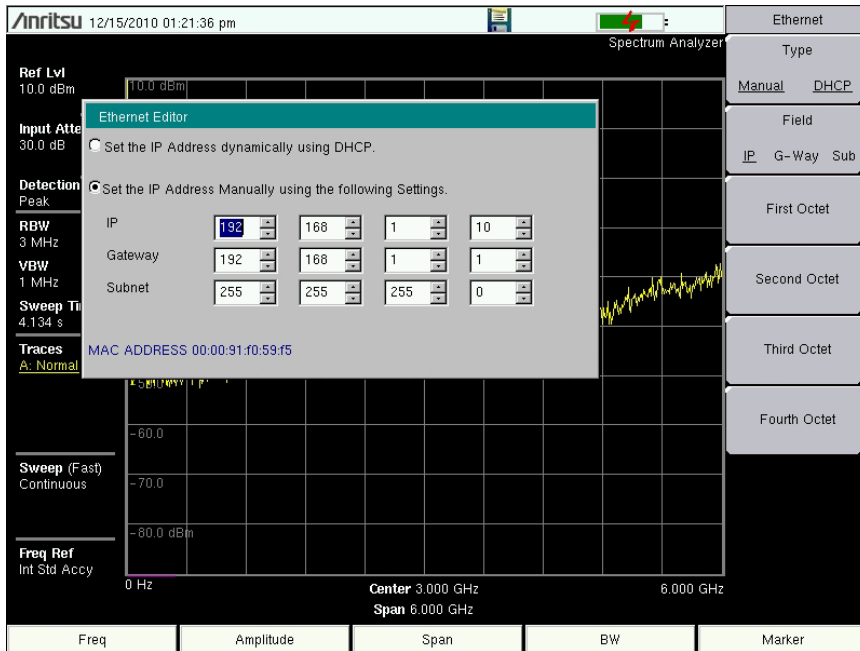 Anritsu 12/15/2010 01:21:36 pm
Spectrum Analyzer
Ref Lvl
10.0 dBm
Input Atte
30.0 dB
Detection
Peak
RBW
3 MHz
VBW
1 MHz
Sweep Ti
4.134 s
Traces
A: Normal
Sweep (Fast)
Continuous
Freq Ref
Int Std Accy
10.0 dBm
Ethernet Editor
Set the IP Address dynamically using DHCP.
Set the IP Address Manually using the following Settings.
IP 192 168 1 10
Gateway 192 168 1 1
Subnet 255 255 255 0
MAC ADDRESS 00:00:91:f0:59:f5
-60.0
-70.0
-80.0 dBm
0 Hz Center 3.000 GHz 6.000 GHz
Span 6.000 GHz
Ethernet
Type
Manual DHCP
Field
IP G-Way Sub
First Octet
Second Octet
Third Octet
Fourth Octet
Freq Amplitude Span BW Marker